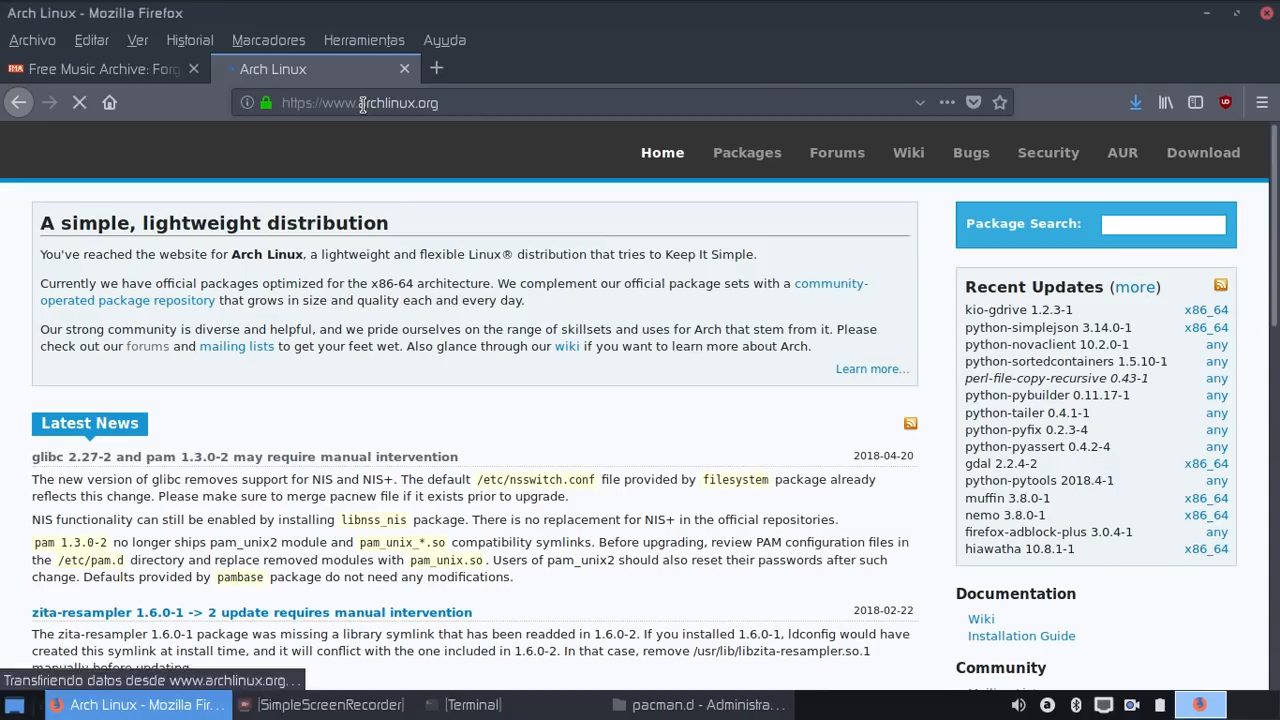 Arch Linux - Mozilla Firefox
Archivo Editar Ver Historial Marcadores Herramientas Ayuda
Free Music Archive: Forg
Arch Linux
https://www.archlinux.org
Home Packages Forums Wiki Bugs Security AUR Download
A simple, lightweight distribution
You've reached the website for Arch Linux, a lightweight and flexible Linux® distribution that tries to Keep It Simple.
Currently we have official packages optimized for the x86-64 architecture. We complement our official package sets with a community-
operated package repository that grows in size and quality each and every day.
Our strong community is diverse and helpful, and we pride ourselves on the range of skillsets and uses for Arch that stem from it. Please
check out our forums and mailing lists to get your feet wet. Also glance through our wiki if you want to learn more about Arch.
Learn more...
Latest News
glibc 2.27-2 and pam 1.3.0-2 may require manual intervention 2018-04-20
The new version of glibc removes support for NIS and NIS+. The default /etc/nsswitch.conf file provided by filesystem package already
reflects this change. Please make sure to merge pacnew file if it exists prior to upgrade.
NIS functionality can still be enabled by installing libnss_nis package. There is no replacement for NIS+ in the official repositories.
pam 1.3.0-2 no longer ships pam_unix2 module and pam_unix_*.so compatibility symlinks. Before upgrading, review PAM configuration files in
the /etc/pam.d directory and replace removed modules with pam_unix.so. Users of pam_unix2 should also reset their passwords after such
change. Defaults provided by pambase package do not need any modifications.
zita-resampler 1.6.0-1 -> 2 update requires manual intervention 2018-02-22
The zita-resampler 1.6.0-1 package was missing a library symlink that has been readded in 1.6.0-2. If you installed 1.6.0-1, ldconfig would have
created this symlink at install time, and it will conflict with the one included in 1.6.0-2. In that case, remove /usr/lib/libzita-resampler.so.1
manually before updating.
Package Search:
Recent Updates (more)
kio-gdrive 1.2.3-1 x86_64
python-simplejson 3.14.0-1 x86_64
python-novaclient 10.2.0-1 any
python-sortedcontainers 1.5.10-1 any
perl-file-copy-recursive 0.43-1 any
python-pybuilder 0.11.17-1 any
python-tailer 0.4.1-1 any
python-pyfix 0.2.3-4 any
python-pyassert 0.4.2-4 any
gdal 2.2.4-2 x86_64
python-pytools 2018.4-1 any
muffin 3.8.0-1 x86_64
nemo 3.8.0-1 x86_64
firefox-adblock-plus 3.0.4-1 any
hiawatha 10.8.1-1 x86_64
Documentation
Wiki
Installation Guide
Community
Mailing Lists
Transfiriendo datos desde www.archlinux.org...
Arch Linux - Mozilla Fir... [SimpleScreenRecorder] [Terminal] pacman.d - Administra...